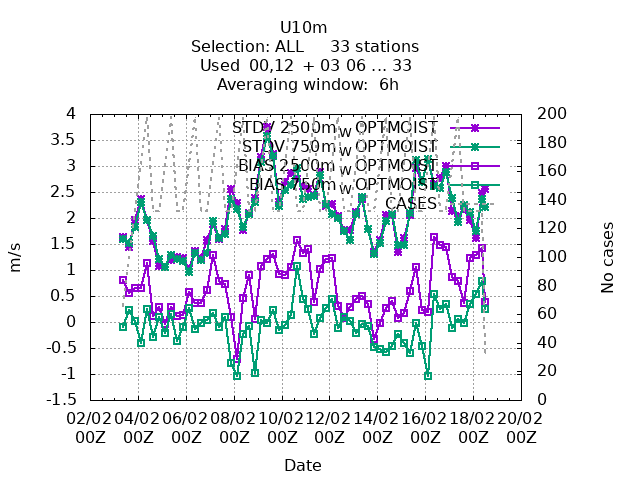 U10m
Selection: ALL 33 stations
Used 00,12 + 03 06 ... 33
Averaging window: 6h
STDV 2500m_W OPTMOIST
STDV 750m_W OPTMOIST
BIAS 2500m_W OPTMOIST
BIAS 750m_W OPTMOIST
CASES
4
3.5
3
2.5
2
1.5
1
0.5
0
-0.5
-1
-1.5
m/s
200
180
160
140
120
100
80
60
40
20
0
No cases
02/02 04/02 06/02 08/02 10/02 12/02 14/02 16/02 18/02 20/02
00Z 00Z 00Z 00Z 00Z 00Z 00Z 00Z 00Z 00Z
Date